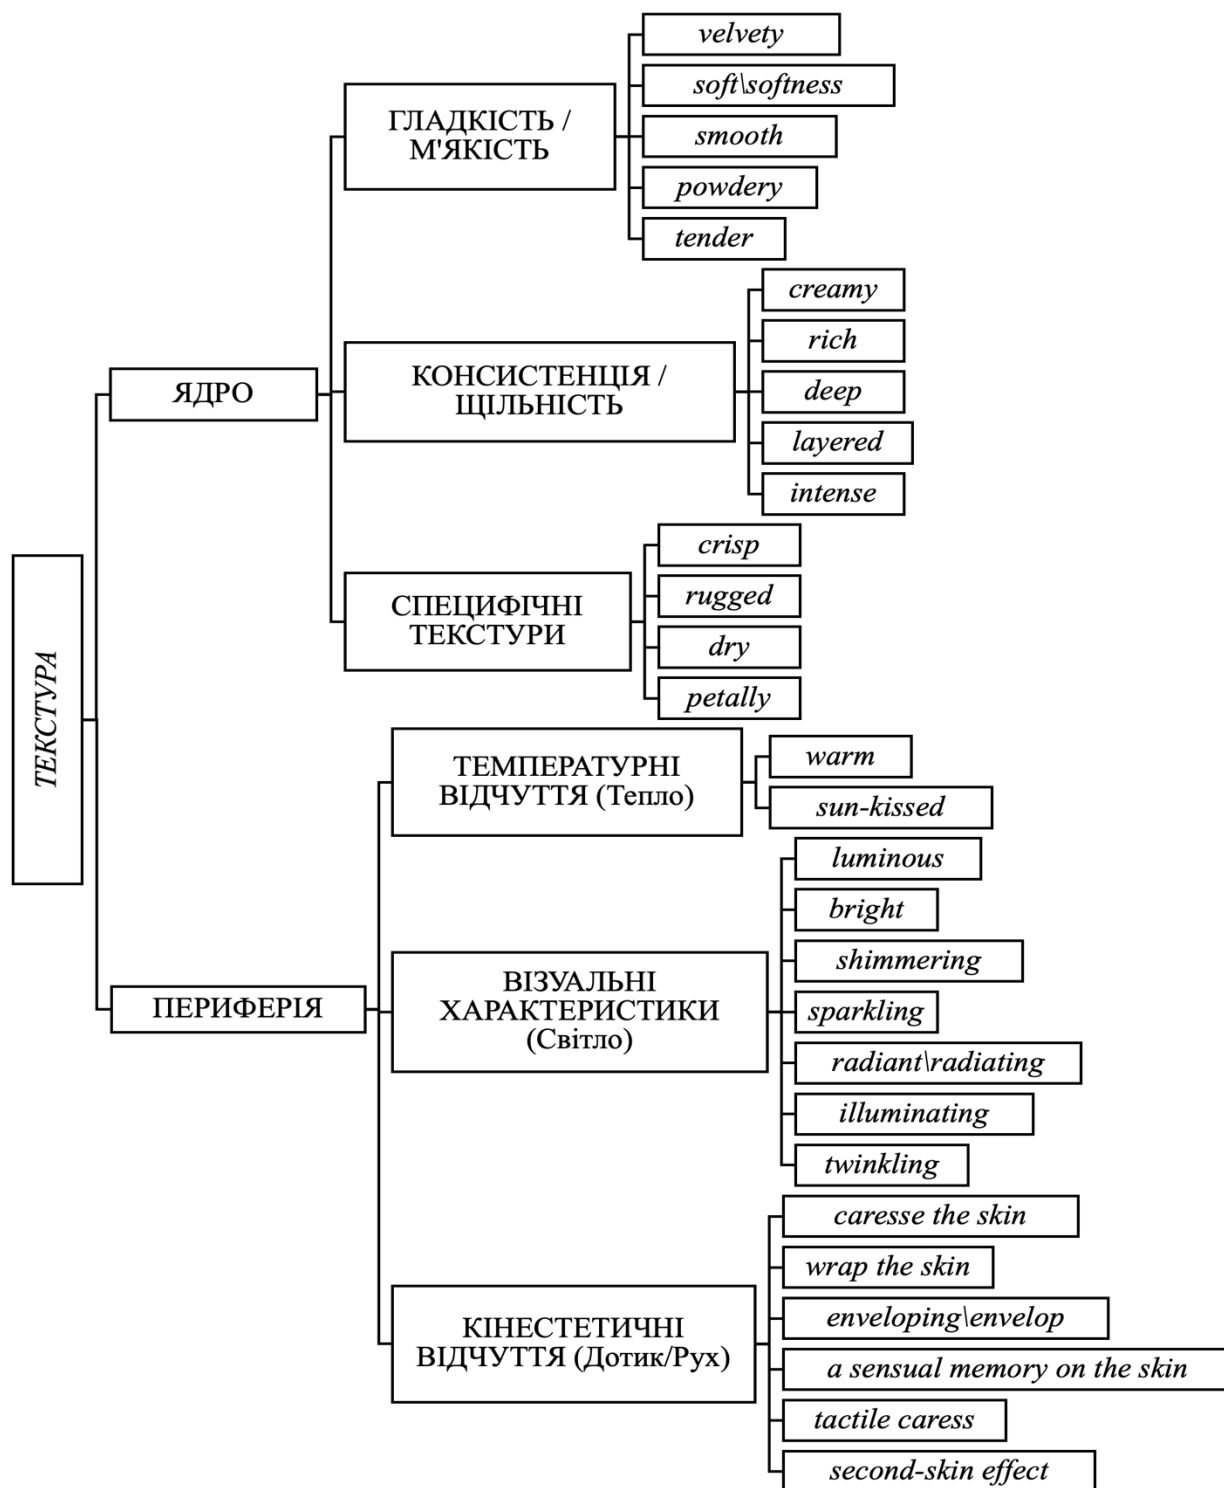 velvety
soft\softness
ГЛАДКІСТЬ /
М'ЯКІСТЬ
smooth
powdery
tender
creamy
rich
КОНСИСТЕНЦІЯ /
ЩІЛЬНІСТЬ
ЯДРО
deep
layered
intense
crisp
rugged
СПЕЦИФІЧНІ
ТЕКСТУРИ
dry
petally
ТЕКСТУРА
ТЕМПЕРАТУРНІ
ВІДЧУТТЯ (Тепло)
warm
sun-kissed
luminous
bright
shimmering
ПЕРИФЕРІЯ
ВІЗУАЛЬНІ
ХАРАКТЕРИСТИКИ
(Світло)
sparkling
radiant\radiating
illuminating
twinkling
caresse the skin
wrap the skin
enveloping\envelop
КІНЕСТЕТИЧНІ
ВІДЧУТТЯ (Дотик/Рух)
a sensual memory on the skin
tactile caress
second-skin effect